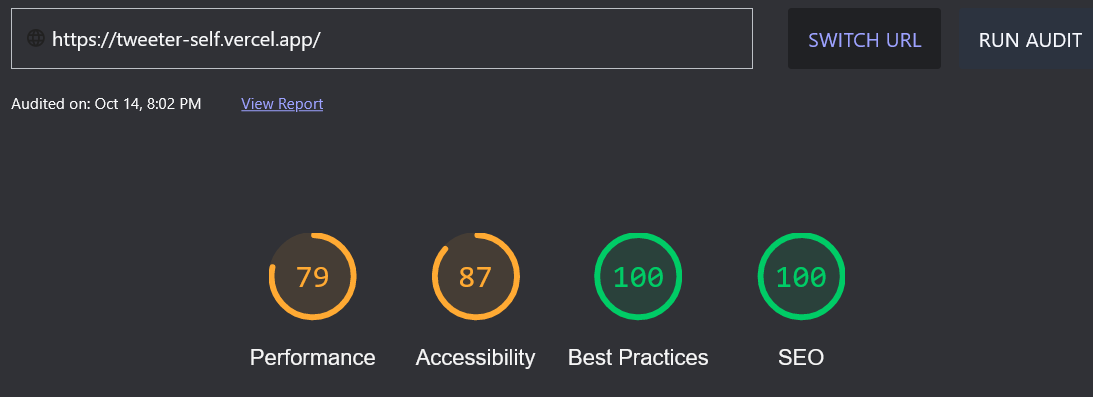 https://tweeter-self.vercel.app/ SWITCH URL RUN AUDIT
Audited on: Oct 14, 8:02 PM View Report
79 87 100 100
Performance Accessibility Best Practices SEO